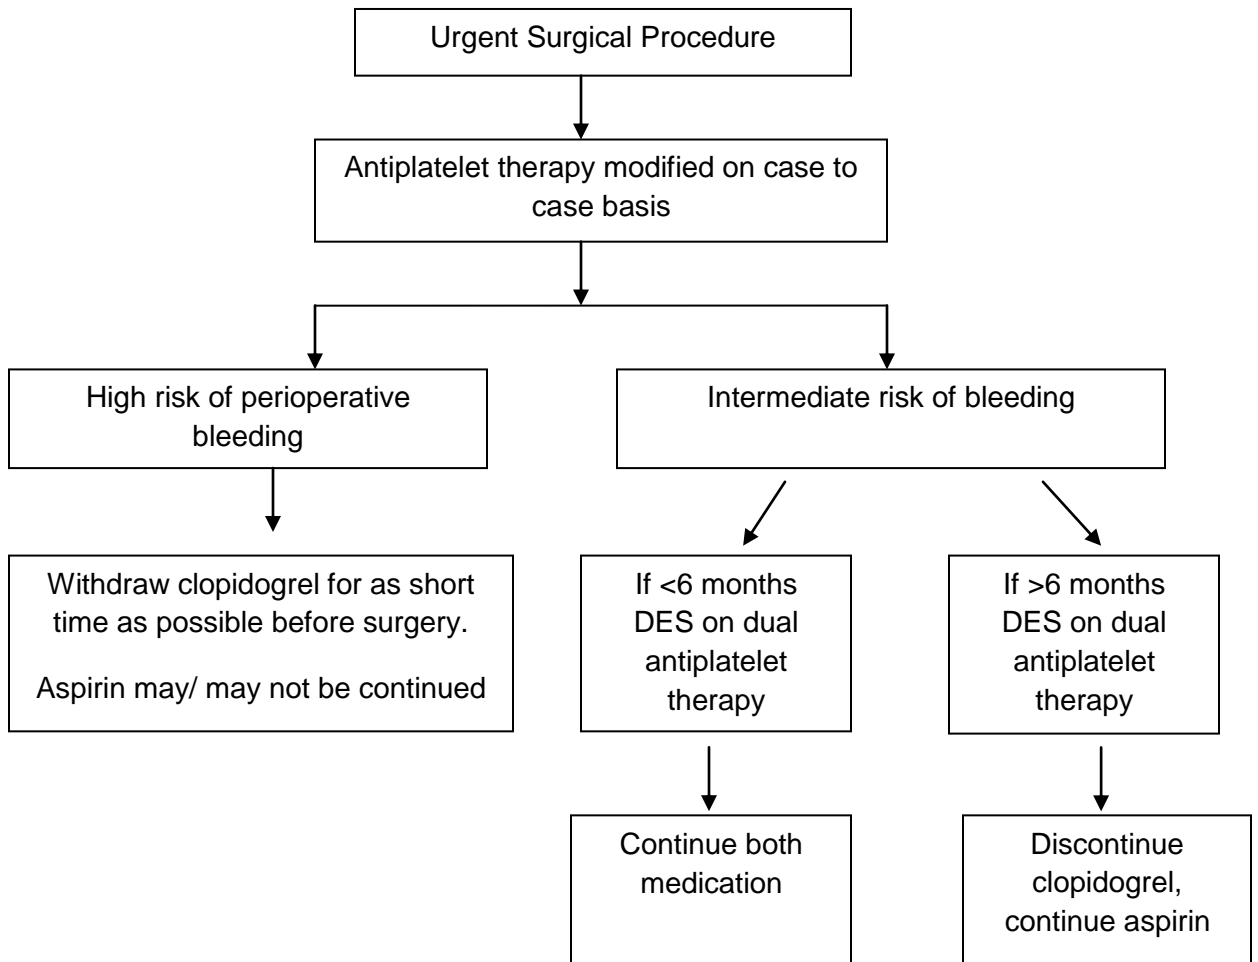 Urgent Surgical Procedure
Antiplatelet therapy modified on case to
case basis
High risk of perioperative
bleeding
Intermediate risk of bleeding
Withdraw clopidogrel for as short
time as possible before surgery.
Aspirin may/ may not be continued
If <6 months
DES on dual
antiplatelet
therapy
If >6 months
DES on dual
antiplatelet
therapy
Continue both
medication
Discontinue
clopidogrel,
continue aspirin